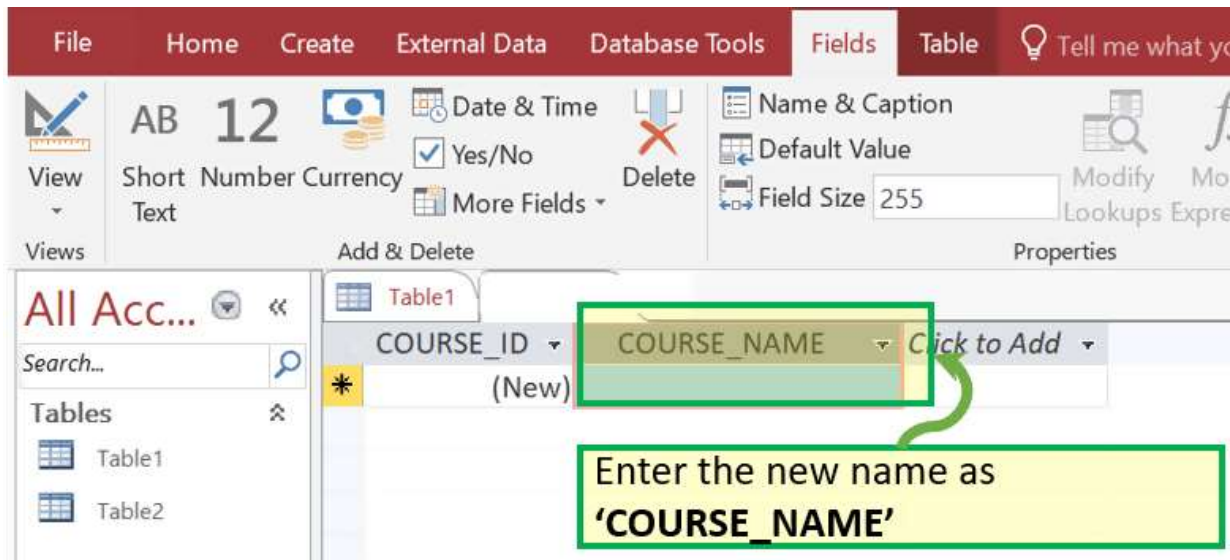 File Home Create External Data Database Tools Fields Table Tell me what
AB 12 Date & Time Name & Caption
Yes/No Default Value
View Short Text Number Currency More Fields Delete Field Size 255 Modify Lookups
Views Add & Delete Properties
All Acc... « Table1
Search... COURSE_ID COURSE_NAME Click to Add
* (New)
Tables
Table1
Table2
Enter the new name as
‘COURSE_NAME’